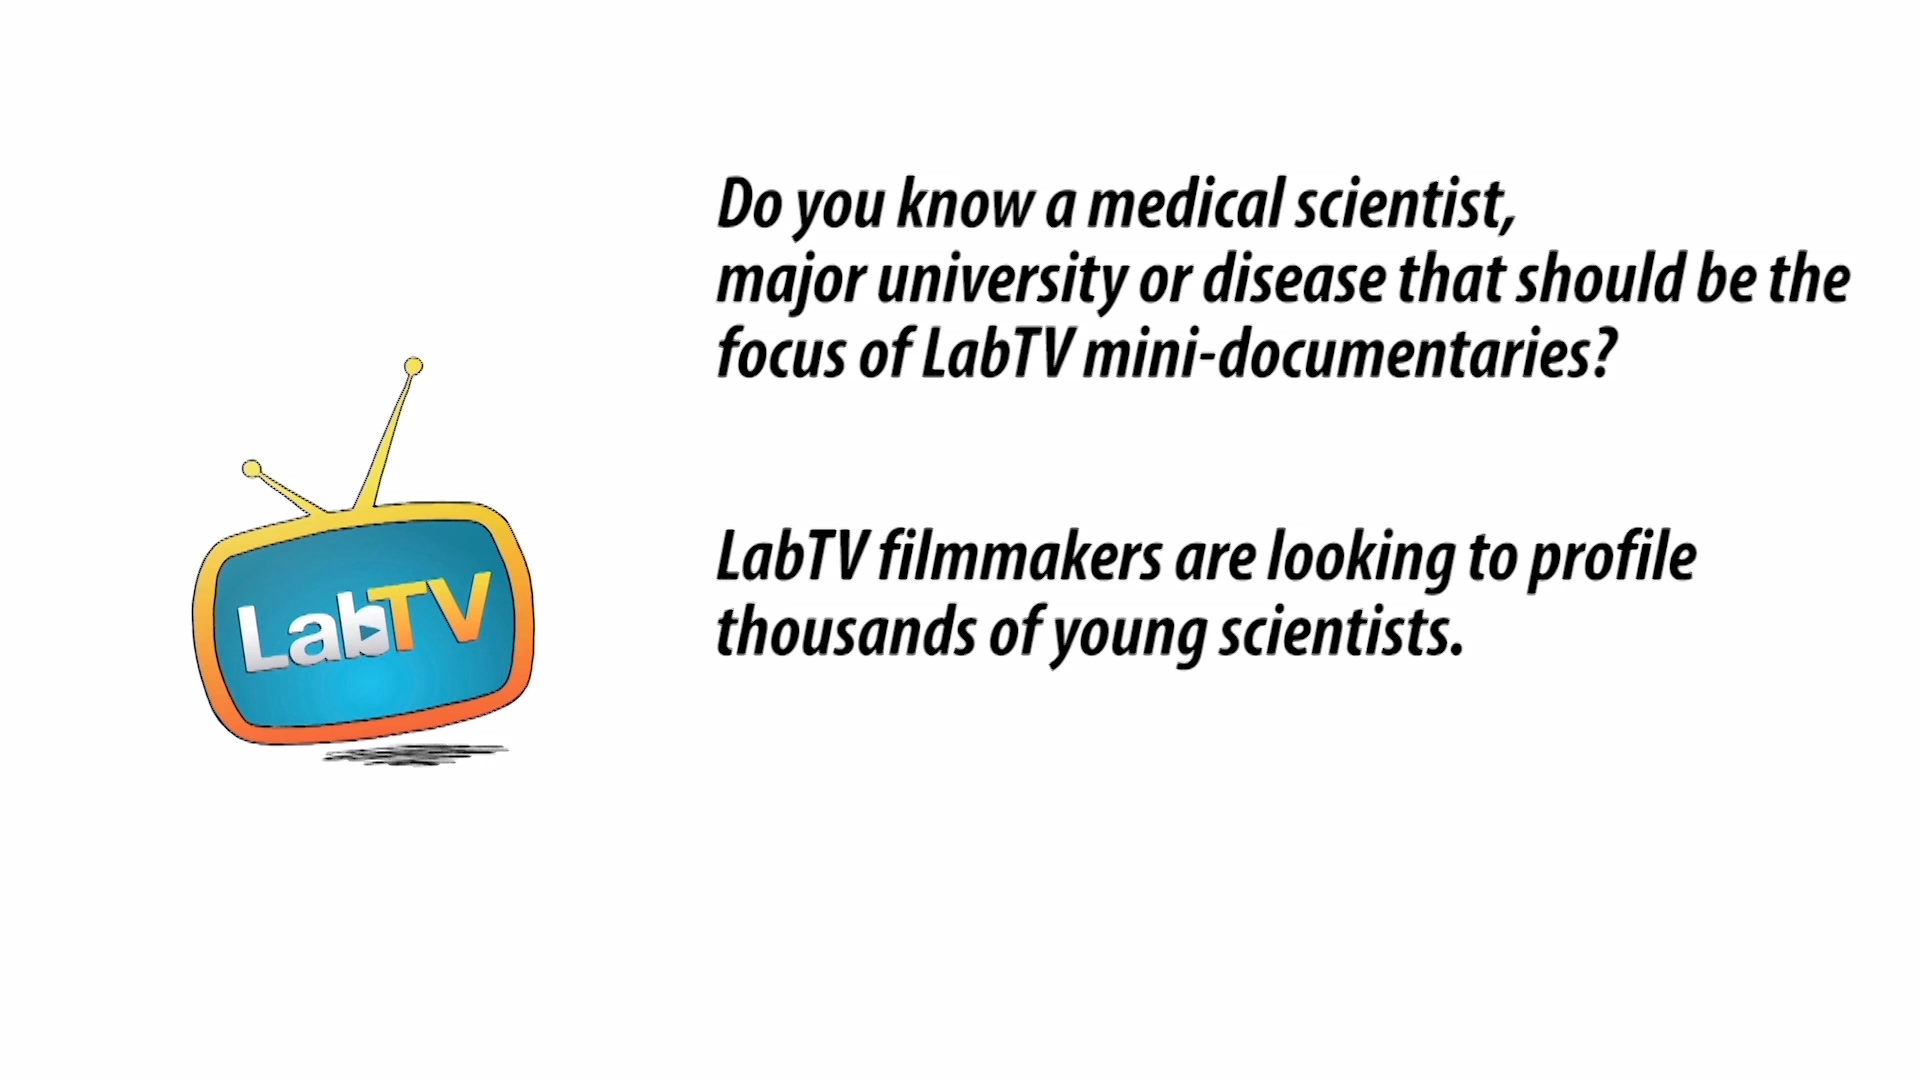 Do you know a medical scientist,
major university or disease that should be the
focus of LabTV mini-documentaries?
LabTV
LabTV filmmakers are looking to profile
thousands of young scientists.